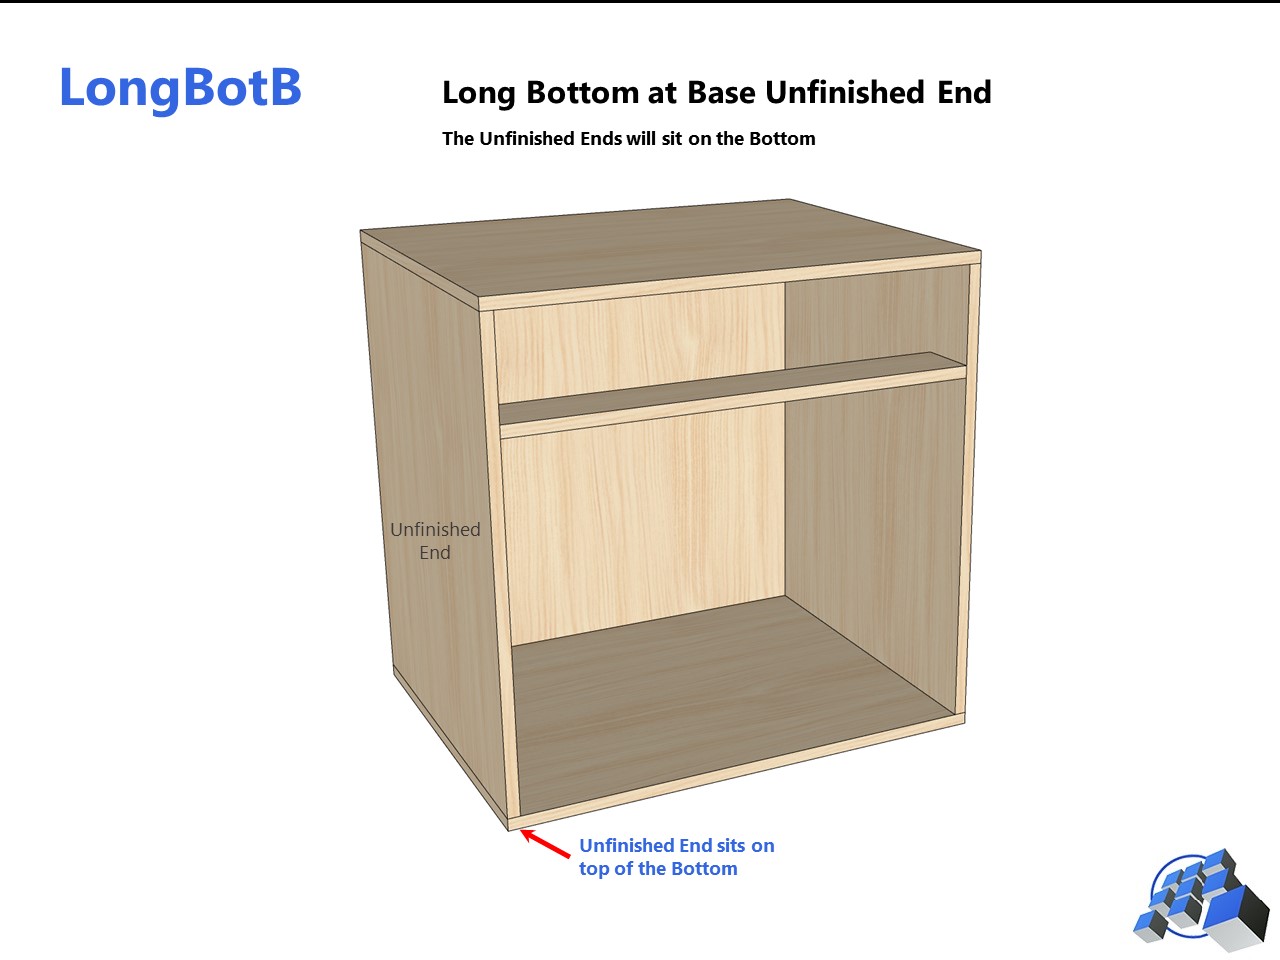 LongBotB
Long Bottom at Base Unfinished End
The Unfinished Ends will sit on the Bottom
Unfinished
End
Unfinished End sits on
top of the Bottom